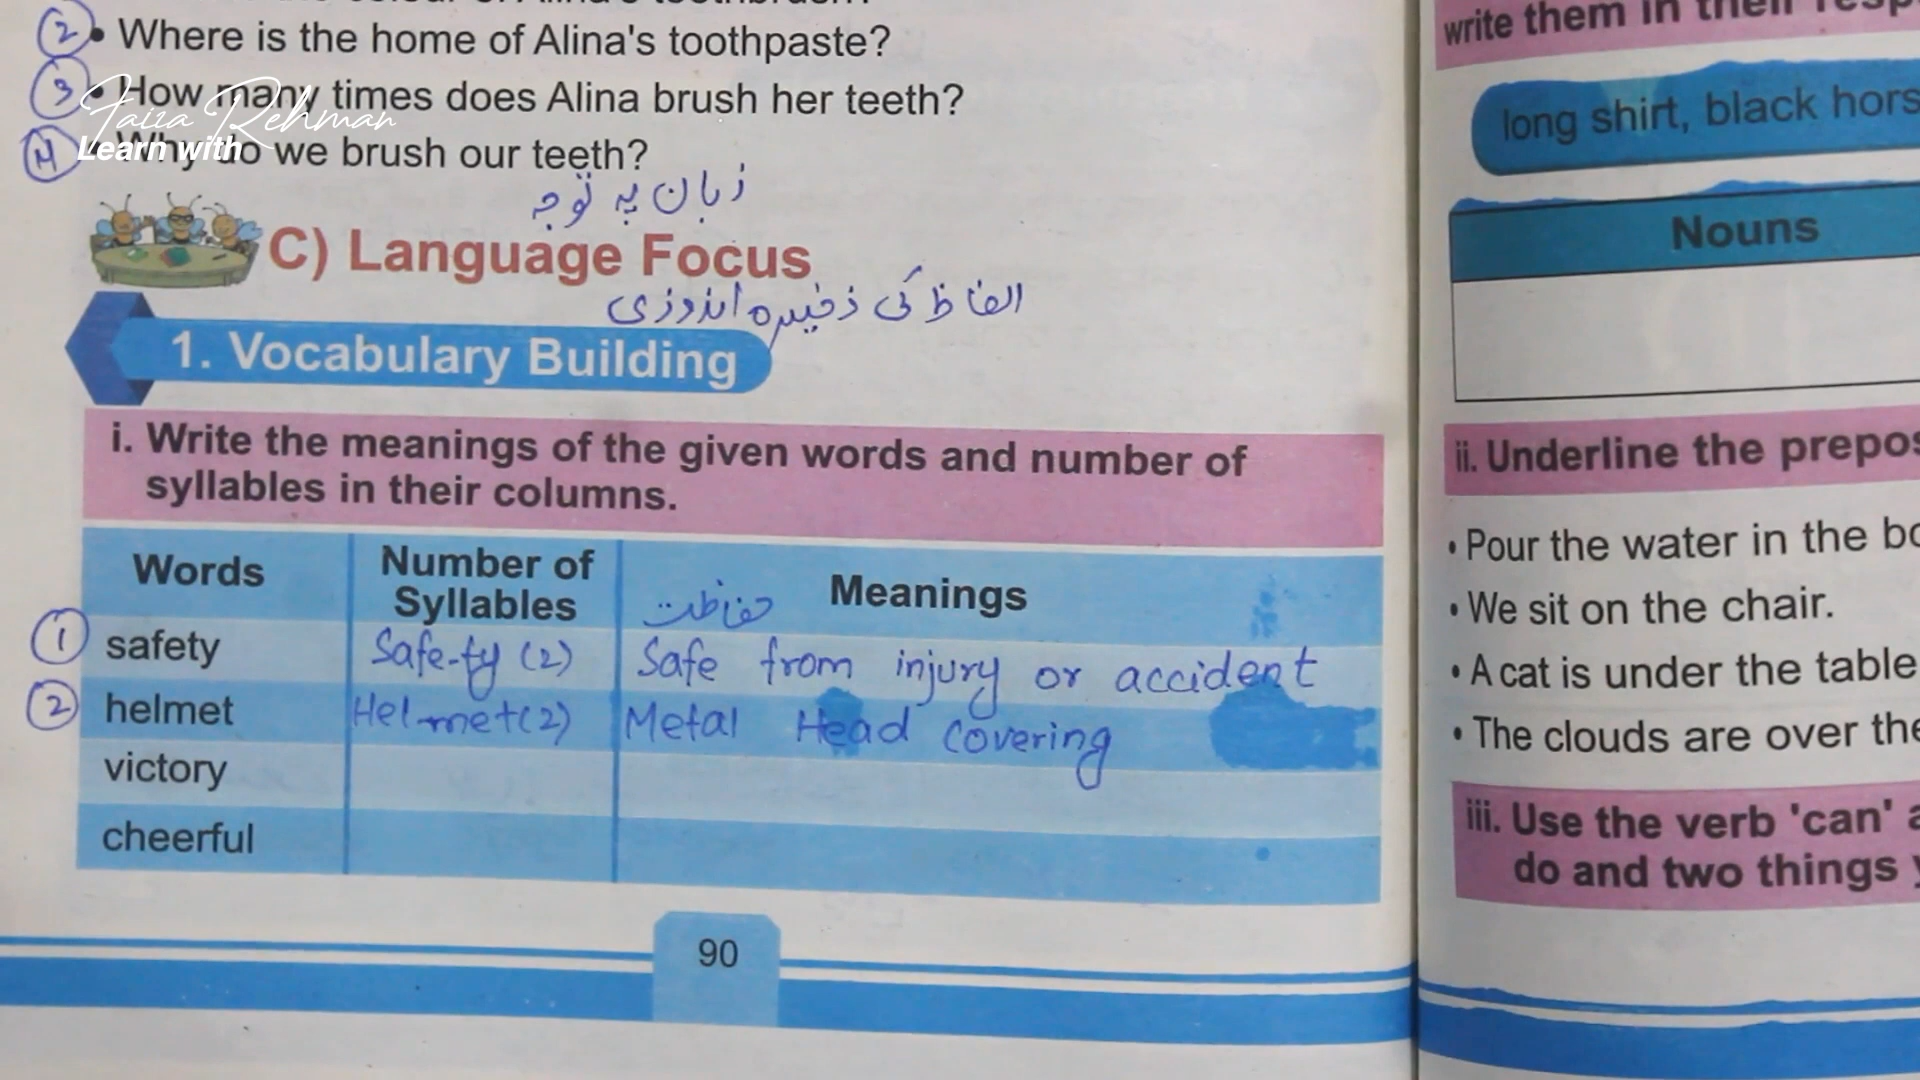 ② • Where is the home of Alina's toothpaste?
③ • How many times does Alina brush her teeth?
④ Why do we brush our teeth?
Faiza Rehman
Learn with
زبان پہ توجہ
C) Language Focus
الفاظ کی ذخیرہ اندوزی
1. Vocabulary Building
i. Write the meanings of the given words and number of
syllables in their columns.
Words Number of Syllables حفاظت Meanings
① safety Safe-ty (2) Safe from injury or accident
② helmet Hel-met (2) Metal Head Covering
victory
cheerful
90
write them in their
long shirt, black
Nouns
ii. Underline the
• Pour the water in the
• We sit on the chair.
• A cat is under the table
• The clouds are over the
iii. Use the verb 'can'
do and two things